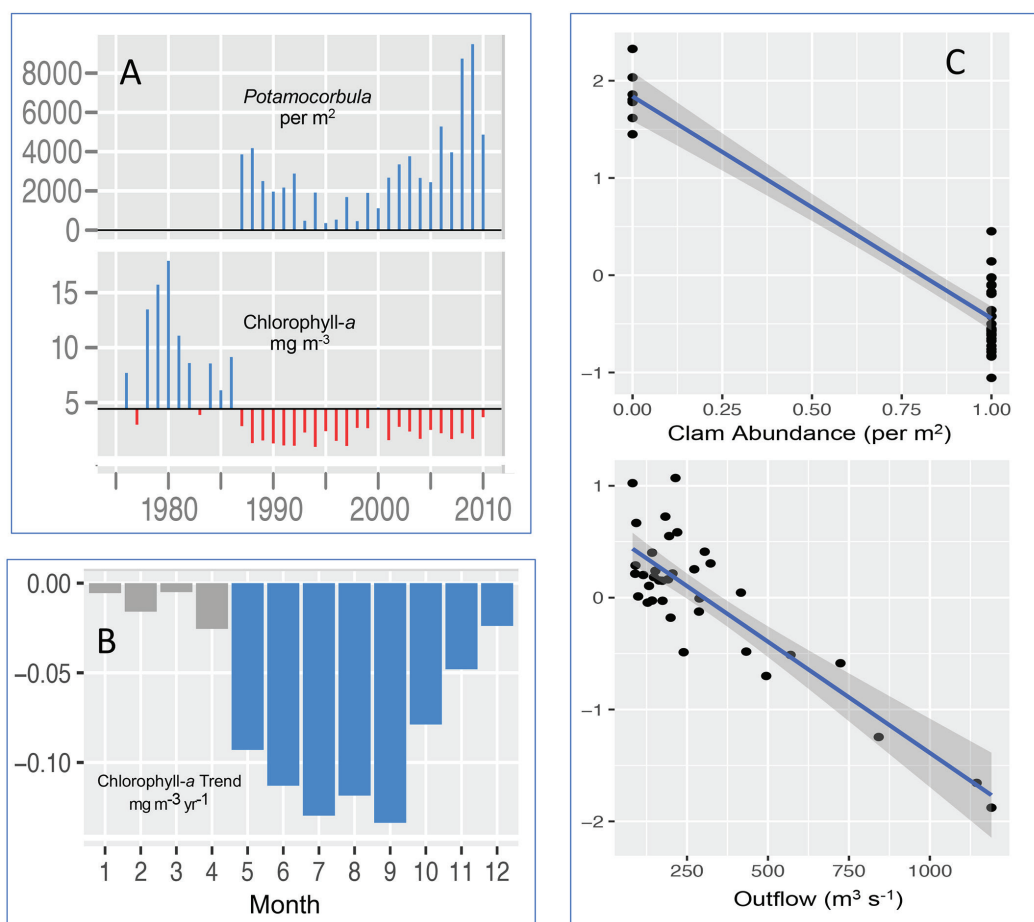 A
Potamocorbula
per m²
8000
6000
4000
2000
0
Chlorophyll-a
mg m⁻³
15
10
5
1980 1990 2000 2010
B
0.00
−0.05
−0.10
Chlorophyll-a Trend
mg m⁻³ yr⁻¹
1 2 3 4 5 6 7 8 9 10 11 12
Month
C
2
1
0
−1
0.00 0.25 0.50 0.75 1.00
Clam Abundance (per m²)
1
0
−1
−2
250 500 750 1000
Outflow (m³ s⁻¹)